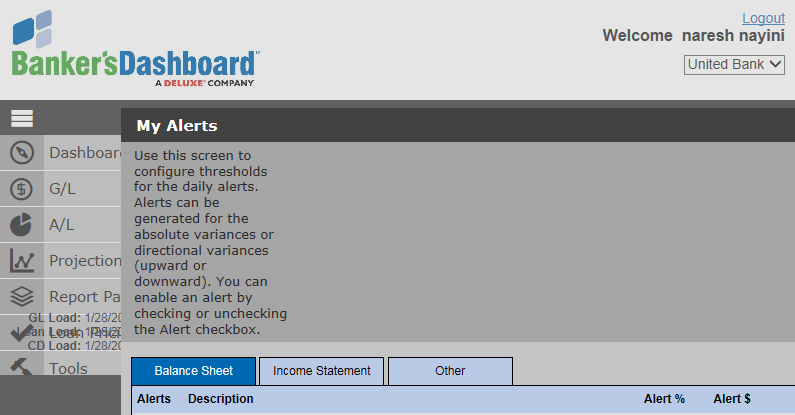 Logout
Welcome naresh nayini
Banker'sDashboard™
A DELUXE® COMPANY
United Bank
My Alerts
Use this screen to
configure thresholds
for the daily alerts.
Alerts can be
generated for the
absolute variances or
directional variances
(upward or
downward). You can
enable an alert by
checking or unchecking
the Alert checkbox.
Dashboar
G/L
A/L
Projection
Report Pa
GL Load: 1/28/20
Loan Load: 1/28/20
CD Load: 1/28/20
Tools
Balance Sheet Income Statement Other
Alerts Description Alert % Alert $